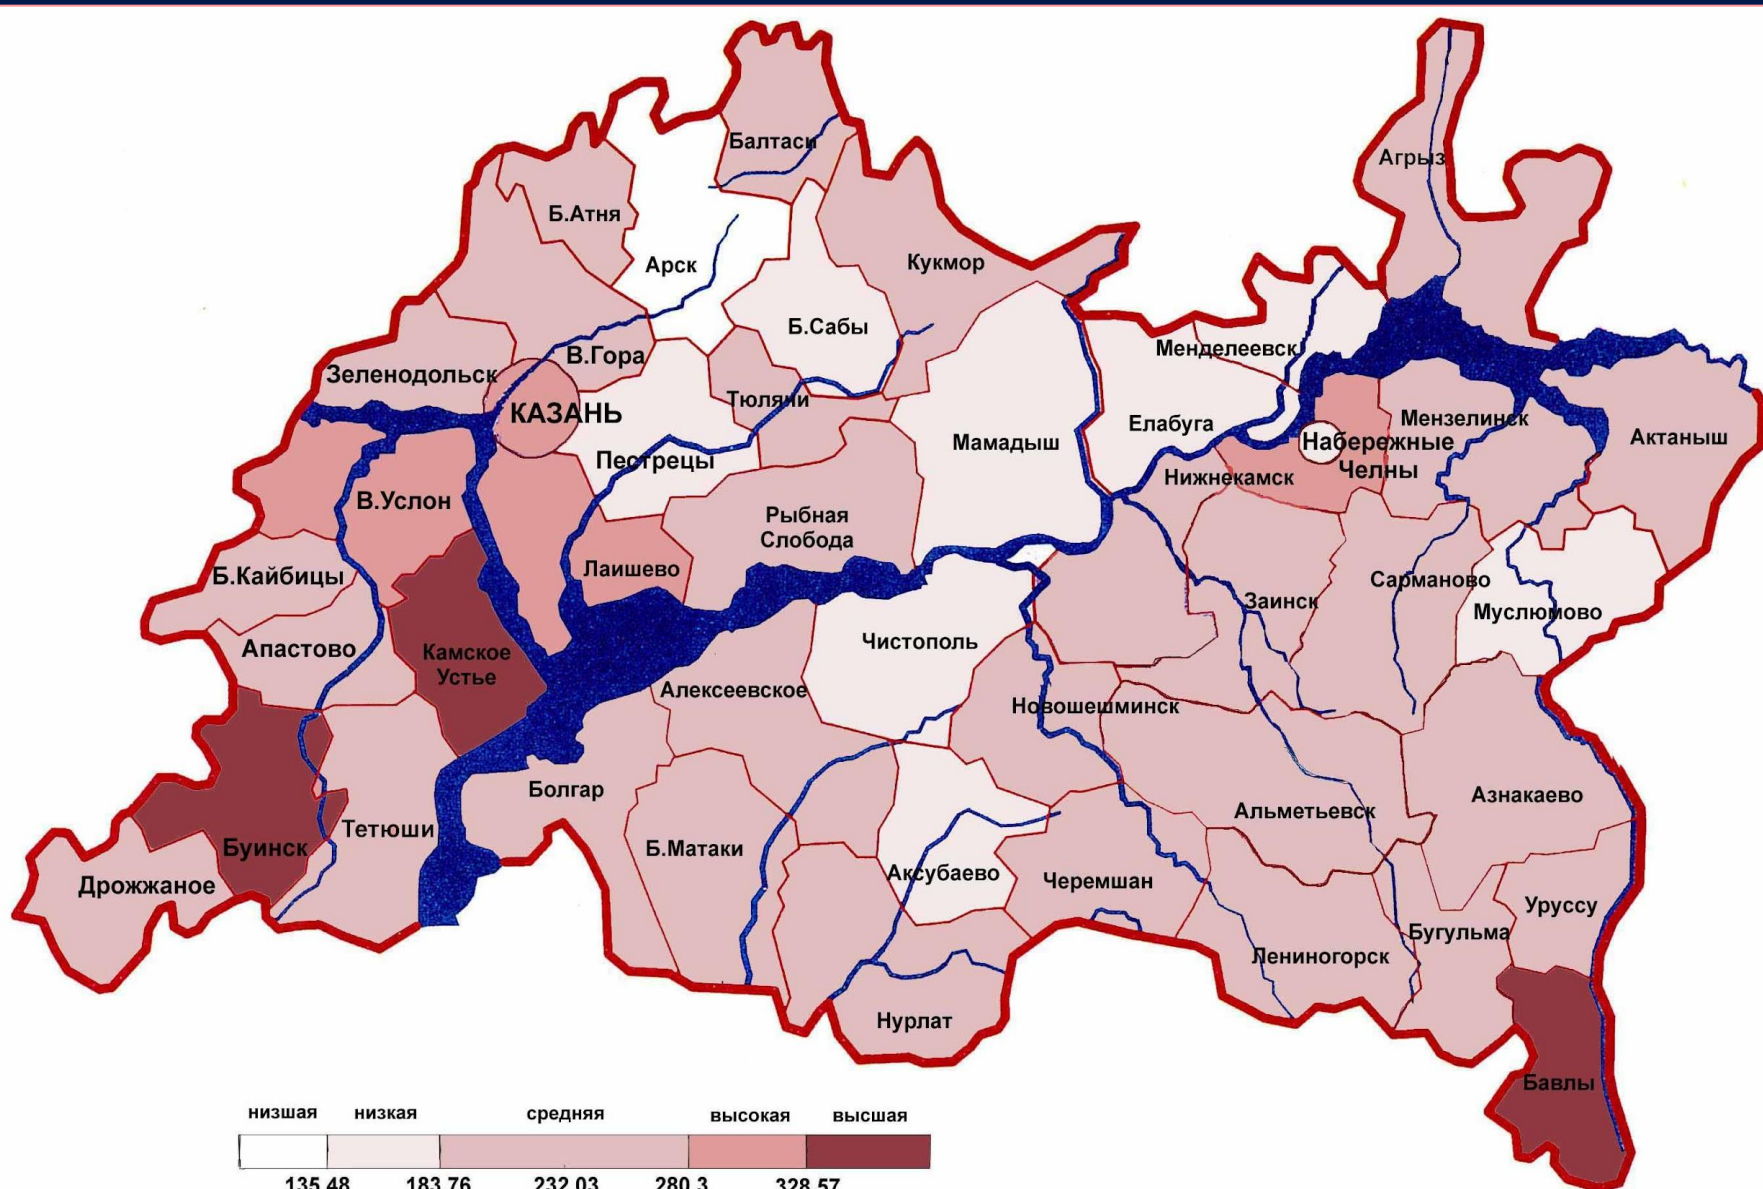 Балтаси
Агрыз
Б.Атня
Арск
Кукмор
Б.Сабы
В.Гора
Менделеевск
Зеленодольск
Тюлячи
КАЗАНЬ
Елабуга
Мензелинск
Мамадыш
Набережные
Челны
Актаныш
Пестрецы
Нижнекамск
В.Услон
Рыбная
Слобода
Лаишево
Б.Кайбицы
Сарманово
Заинск
Муслюмово
Апастово
Камское
Устье
Чистополь
Алексеевское
Новошешминск
Болгар
Азнакаево
Альметьевск
Тетюши
Буинск
Б.Матаки
Аксубаево
Черемшан
Дрожжаное
Уруссу
Бугульма
Лениногорск
Нурлат
Бавлы
низшая низкая средняя высокая высшая
135,48 183,76 232,03 280,3 328,57